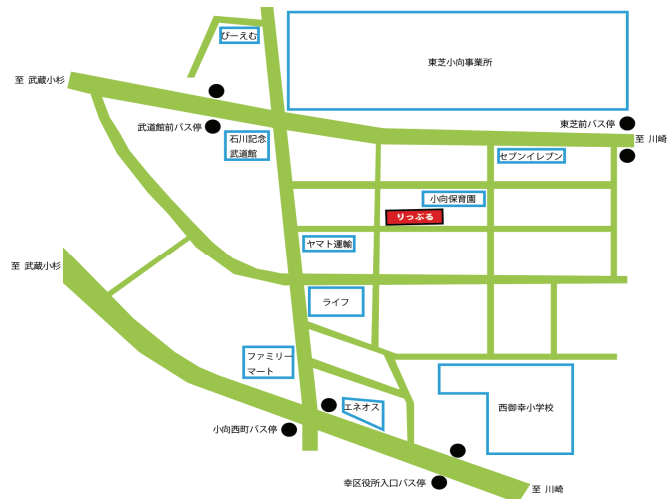 びーえむ
東芝小向事業所
至 武蔵小杉
武道館前バス停
石川記念
武道館
東芝前バス停
至 川崎
セブンイレブン
小向保育園
りっぷる
ヤマト運輸
至 武蔵小杉
ライフ
ファミリー
マート
エネオス
西御幸小学校
小向西町バス停
幸区役所入口バス停
至 川崎